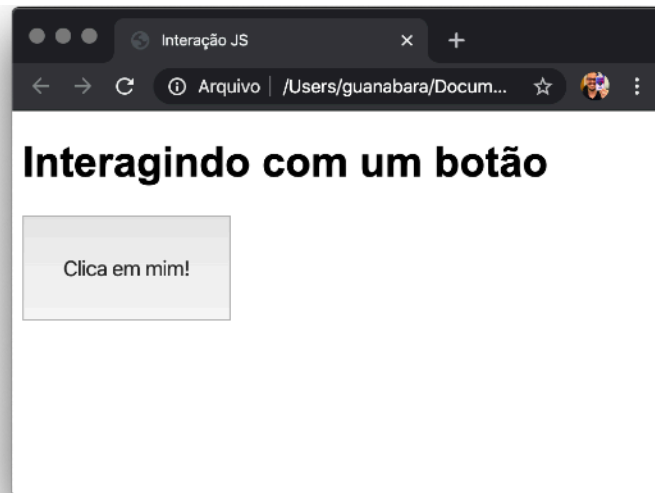 Interação JS
Arquivo /Users/guanabara/Docum...
Interagindo com um botão
Clica em mim!